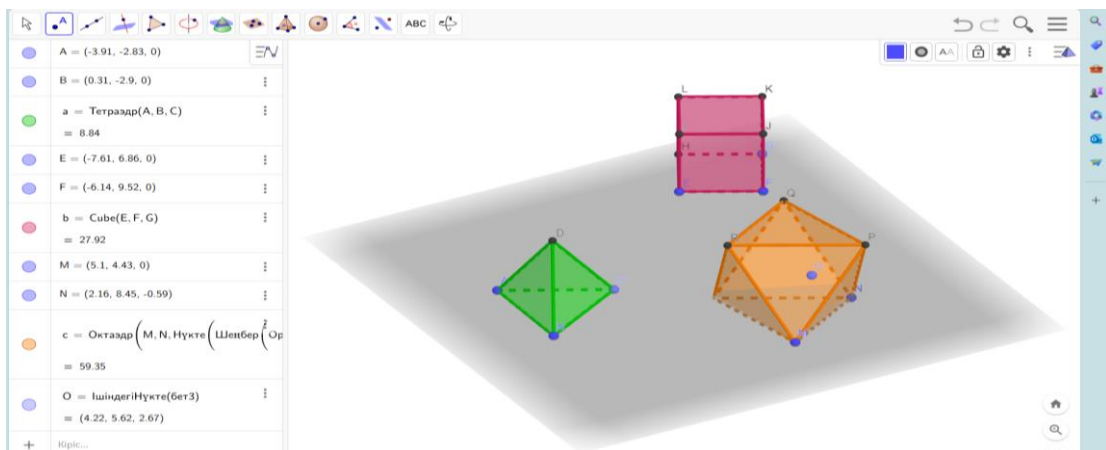 ABC
A = (-3.91, -2.83, 0)
B = (0.31, -2.9, 0)
a = Тетраэдр(A, B, C)
= 8.84
E = (-7.61, 6.86, 0)
F = (-6.14, 9.52, 0)
b = Cube(E, F, G)
= 27.92
M = (5.1, 4.43, 0)
N = (2.16, 8.45, -0.59)
c = Октаэдр(M, N, Нүкте(Шеңбер(
= 59.35
O = ІшіндегіНүкте(бет3)
= (4.22, 5.62, 2.67)
Кіріс...
AA
L K
J
H
Q
R P
D
N